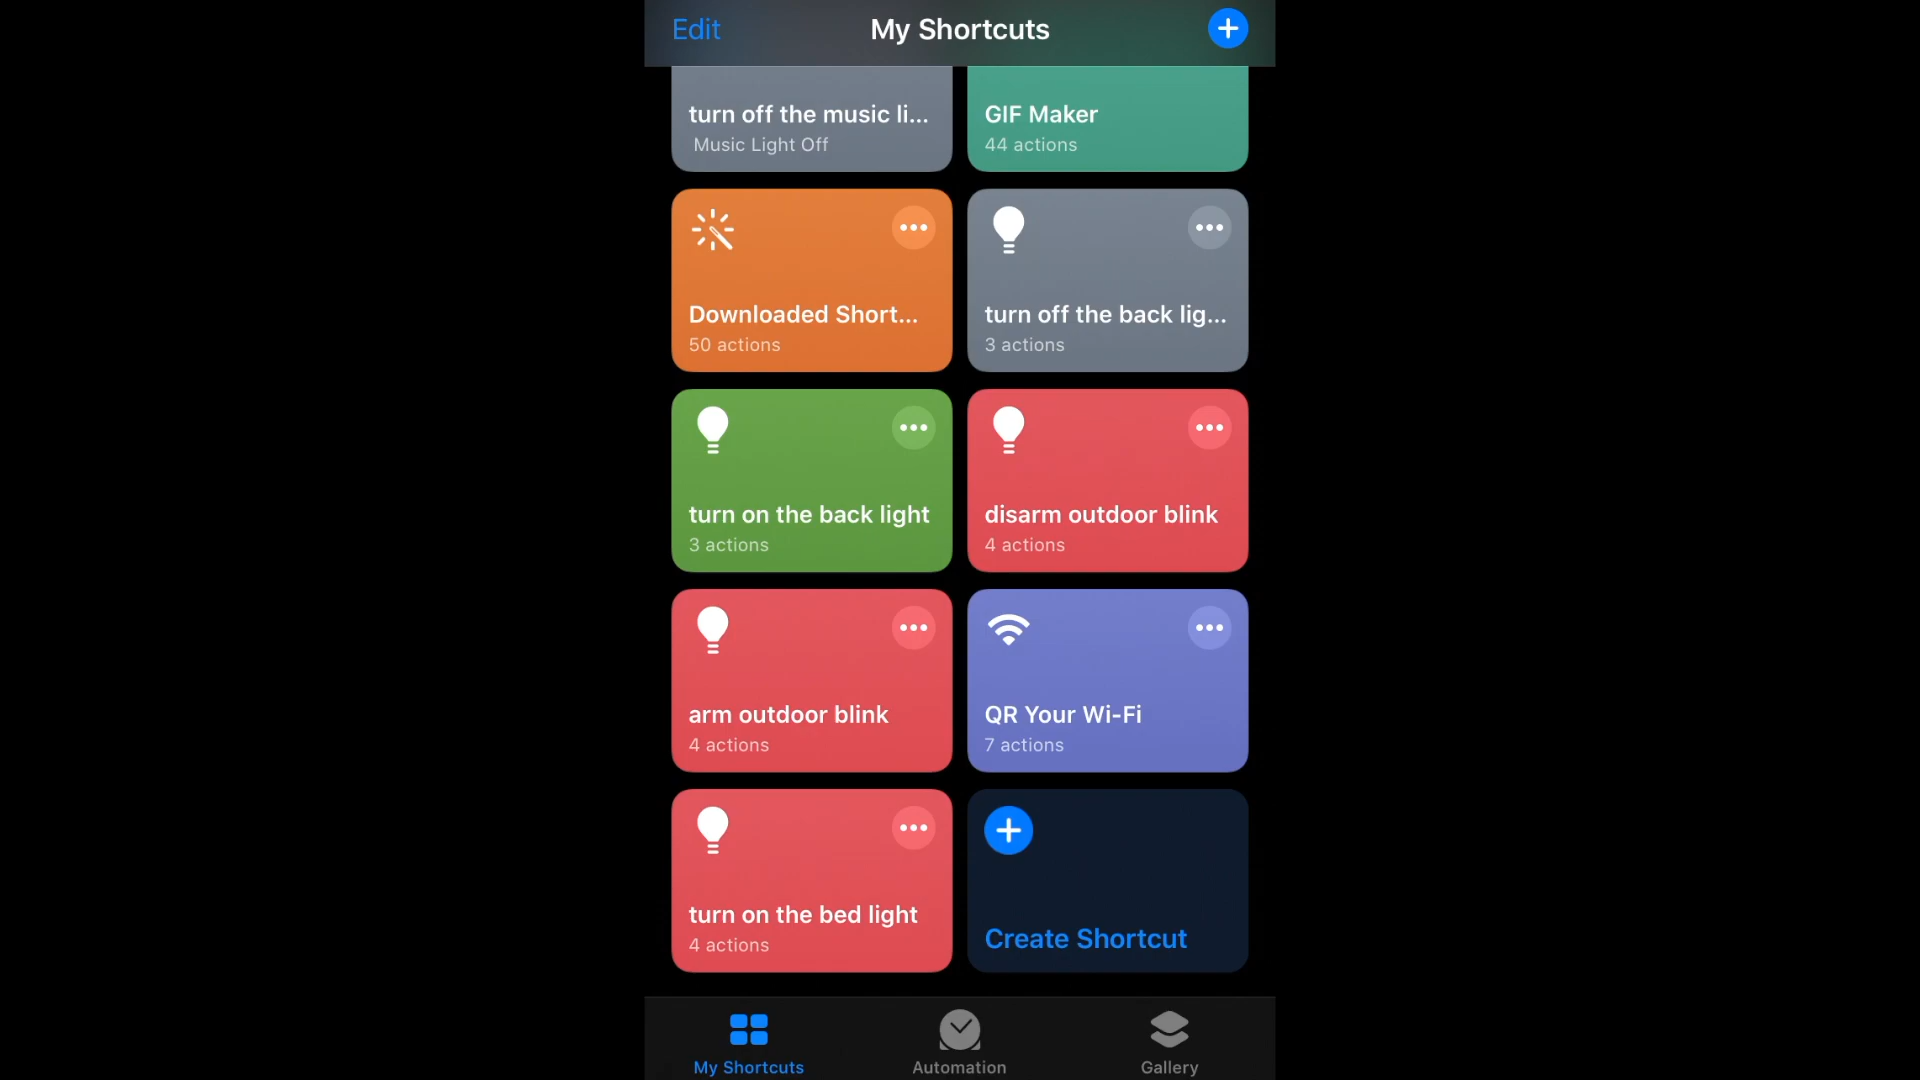 Edit
My Shortcuts
turn off the music li...
Music Light Off
GIF Maker
44 actions
Downloaded Short...
50 actions
turn off the back lig...
3 actions
turn on the back light
3 actions
disarm outdoor blink
4 actions
arm outdoor blink
4 actions
QR Your Wi-Fi
7 actions
turn on the bed light
4 actions
Create Shortcut
My Shortcuts
Automation
Gallery